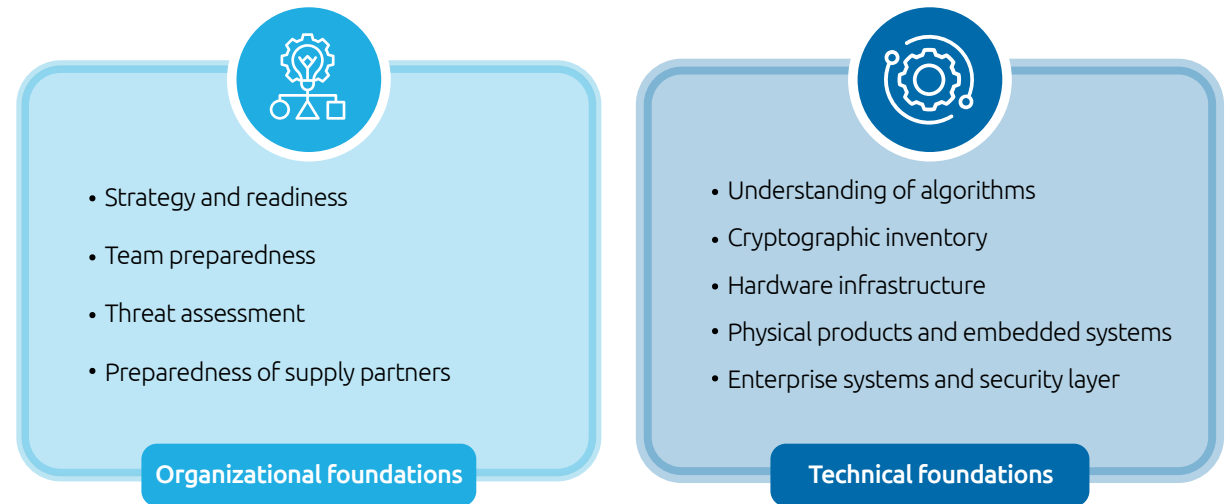 • Strategy and readiness
• Team preparedness
• Threat assessment
• Preparedness of supply partners
Organizational foundations
• Understanding of algorithms
• Cryptographic inventory
• Hardware infrastructure
• Physical products and embedded systems
• Enterprise systems and security layer
Technical foundations